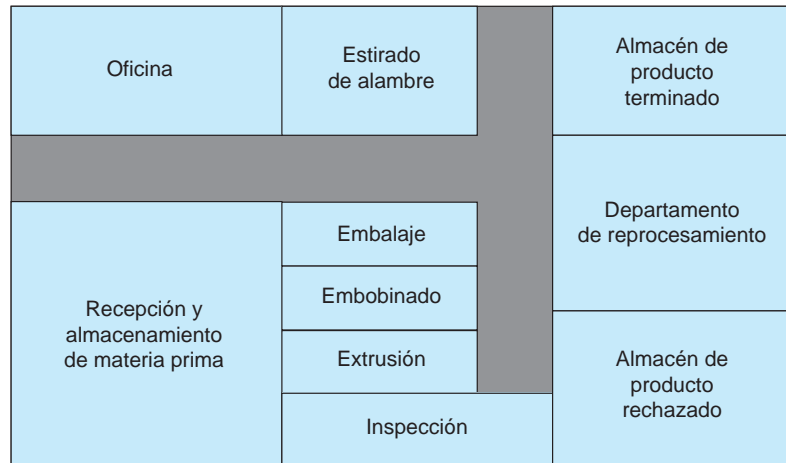 Oficina
Estirado
de alambre
Almacén de
producto
terminado
Embalaje
Departamento
de reprocesamiento
Embobinado
Recepción y
almacenamiento
de materia prima
Extrusión
Almacén de
producto
rechazado
Inspección